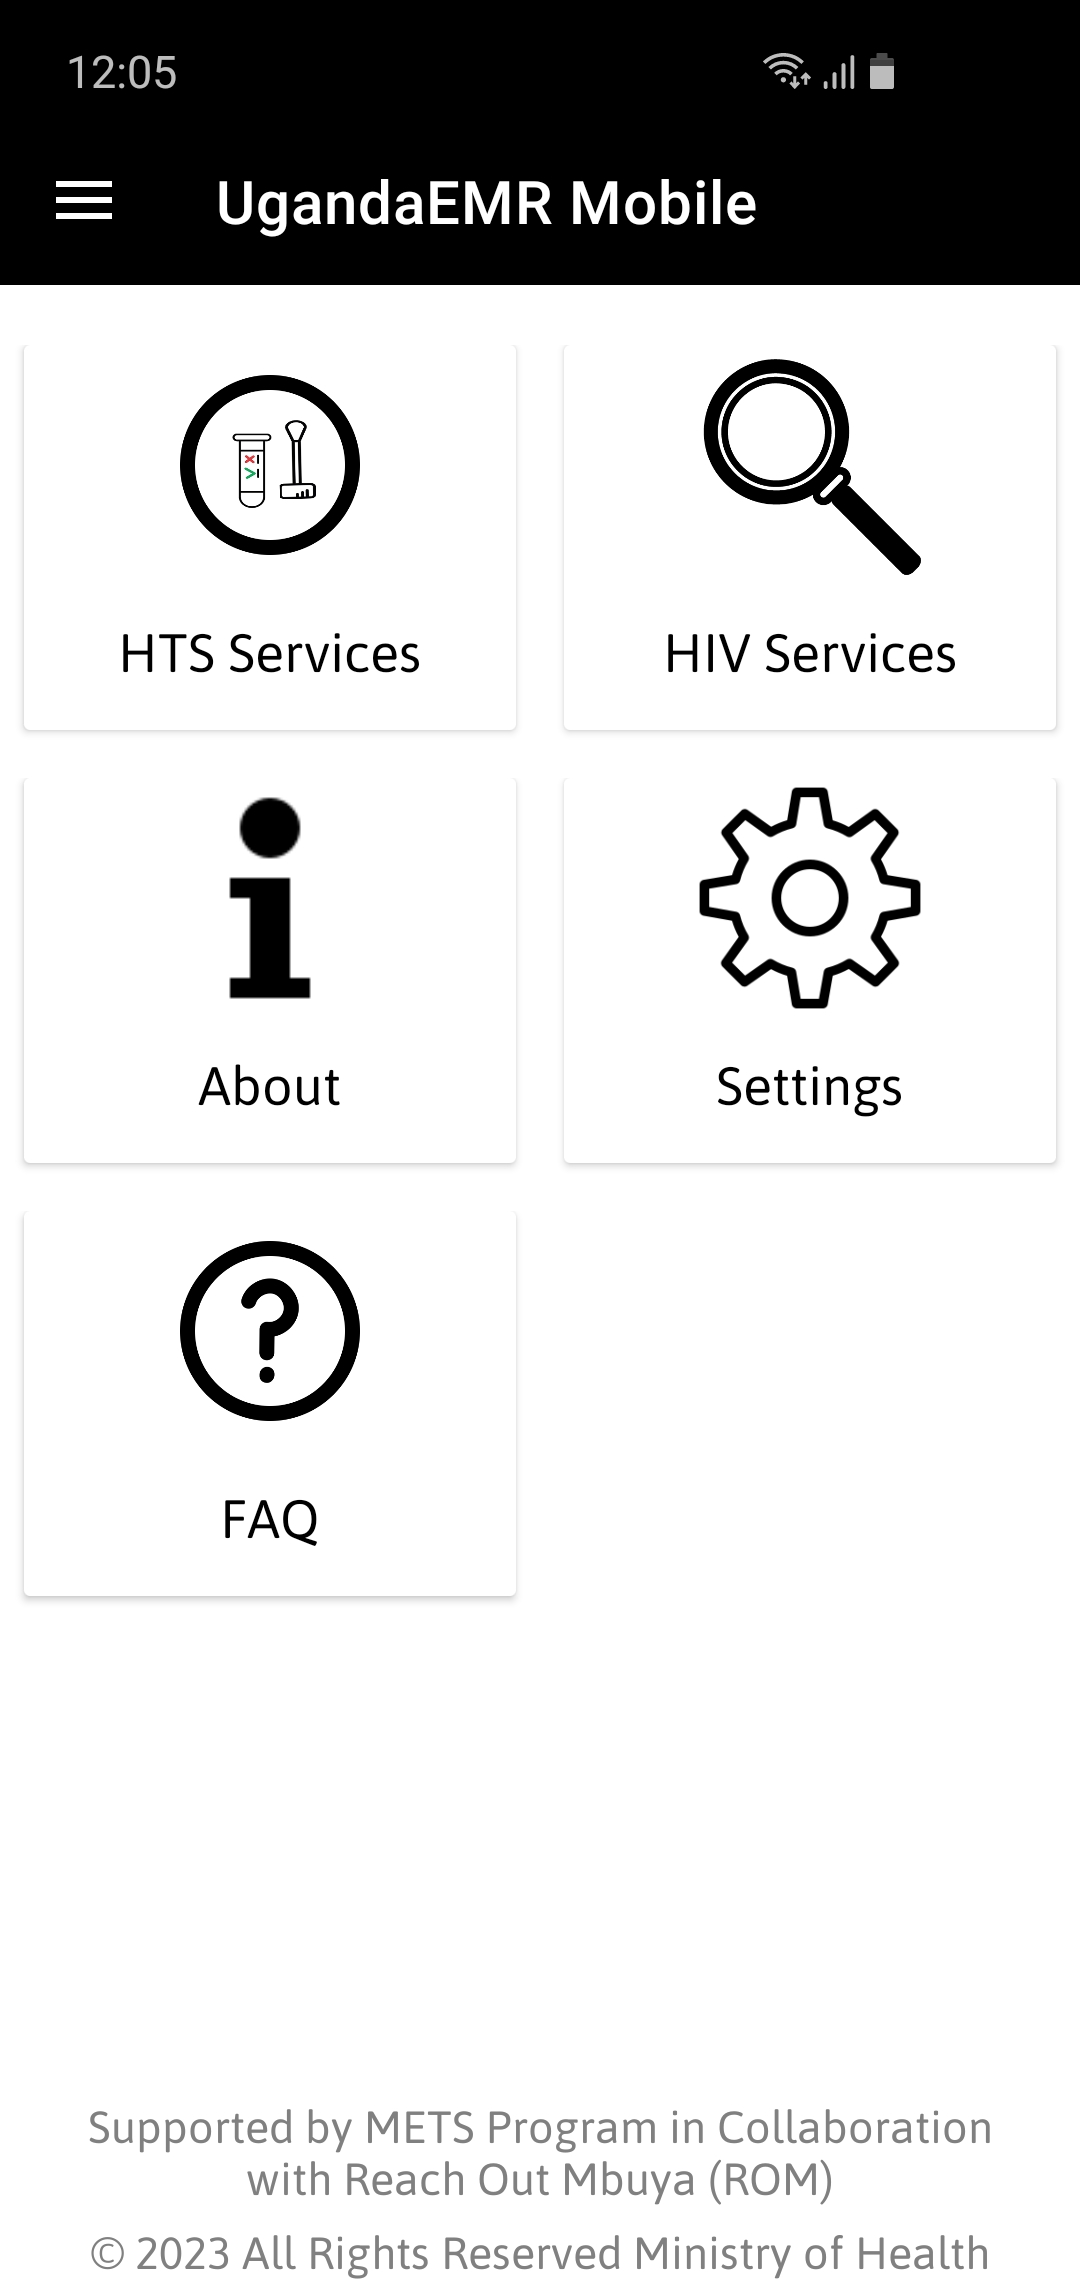 12:05
UgandaEMR Mobile
HTS Services
HIV Services
About
Settings
FAQ
Supported by METS Program in Collaboration
with Reach Out Mbuya (ROM)
© 2023 All Rights Reserved Ministry of Health